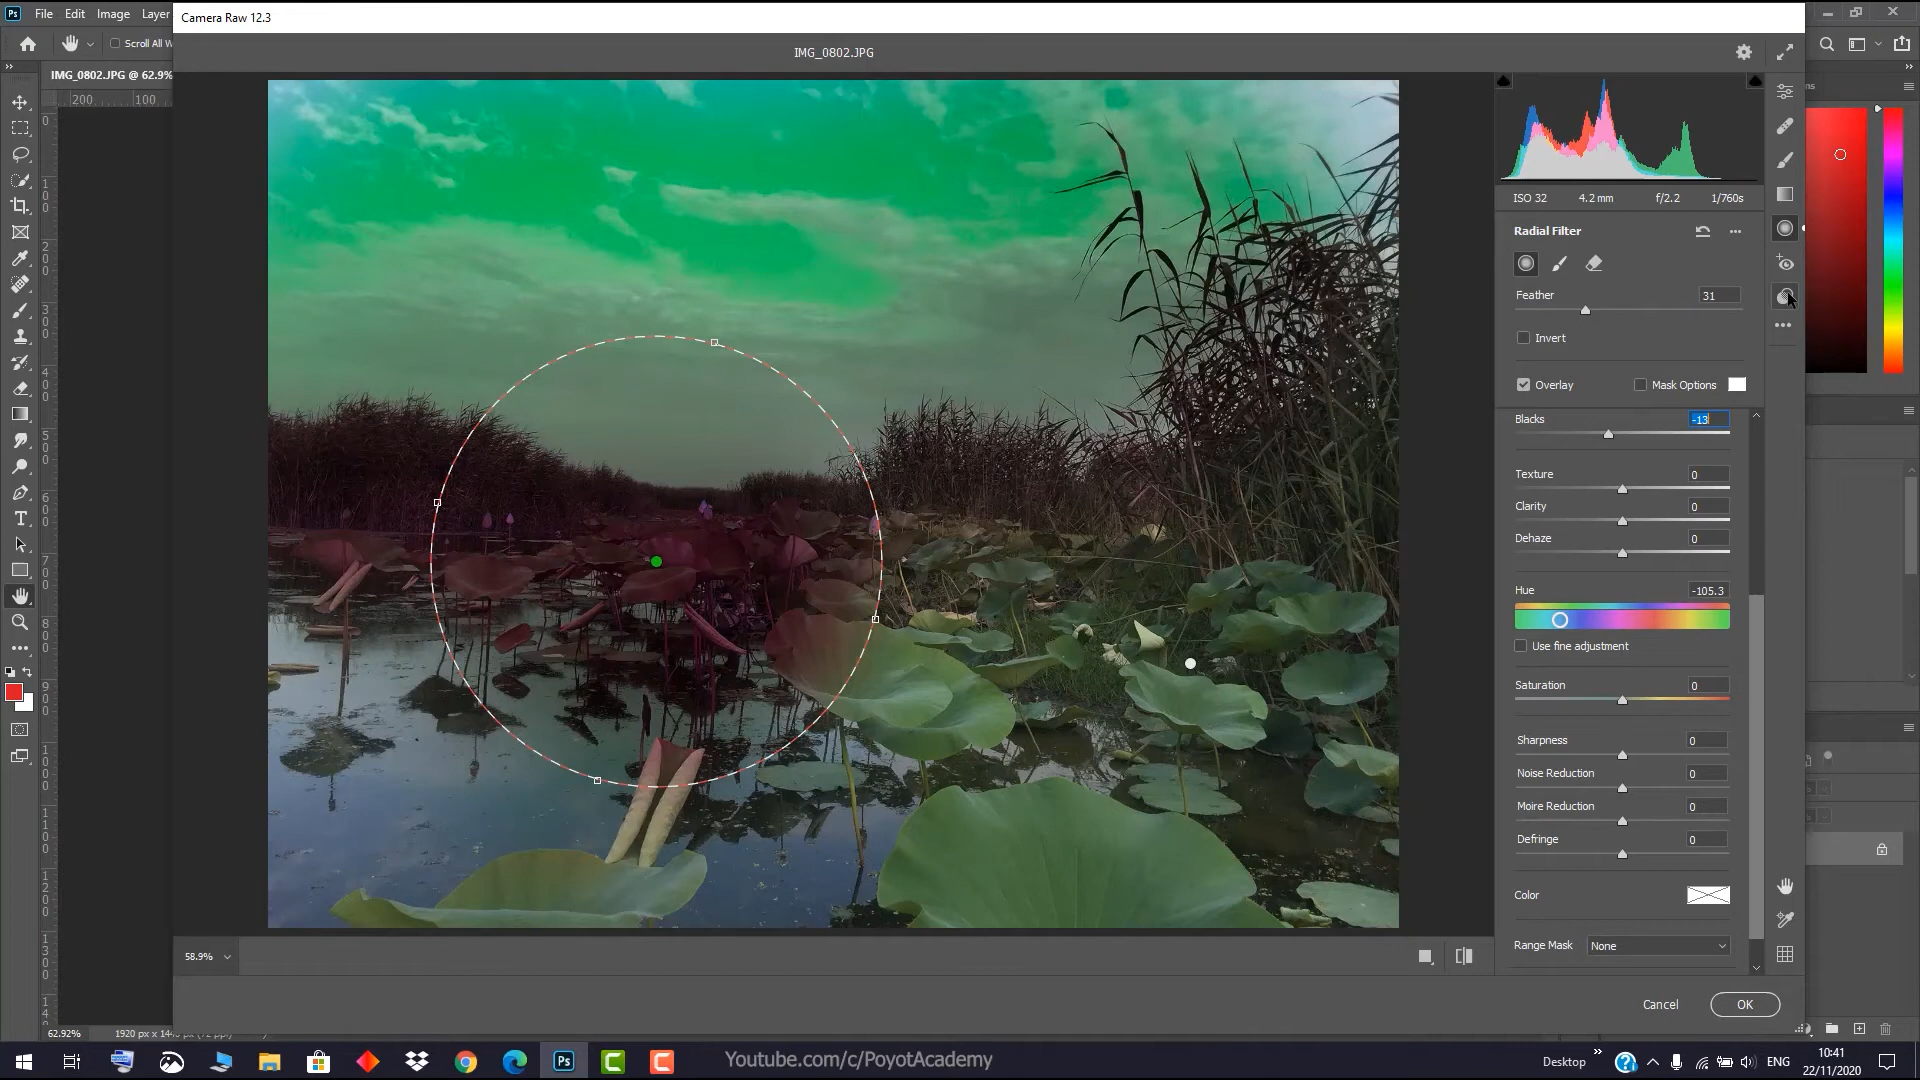 Camera Raw 12.3
Ps File Edit Image Layer
Scroll All W
IMG_0802.JPG
IMG_0802.JPG @ 62.9%
200 100
ISO 32 4.2 mm f/2.2 1/760s
Radial Filter
Feather 31
Invert
Overlay Mask Options
Blacks -13
Texture 0
Clarity 0
Dehaze 0
Hue -105.3
Use fine adjustment
Saturation 0
Sharpness 0
Noise Reduction 0
Moire Reduction 0
Defringe 0
Color
Range Mask None
58.9%
Cancel OK
62.92%
Youtube.com/c/PoyotAcademy
Desktop
ENG
10:41
22/11/2020